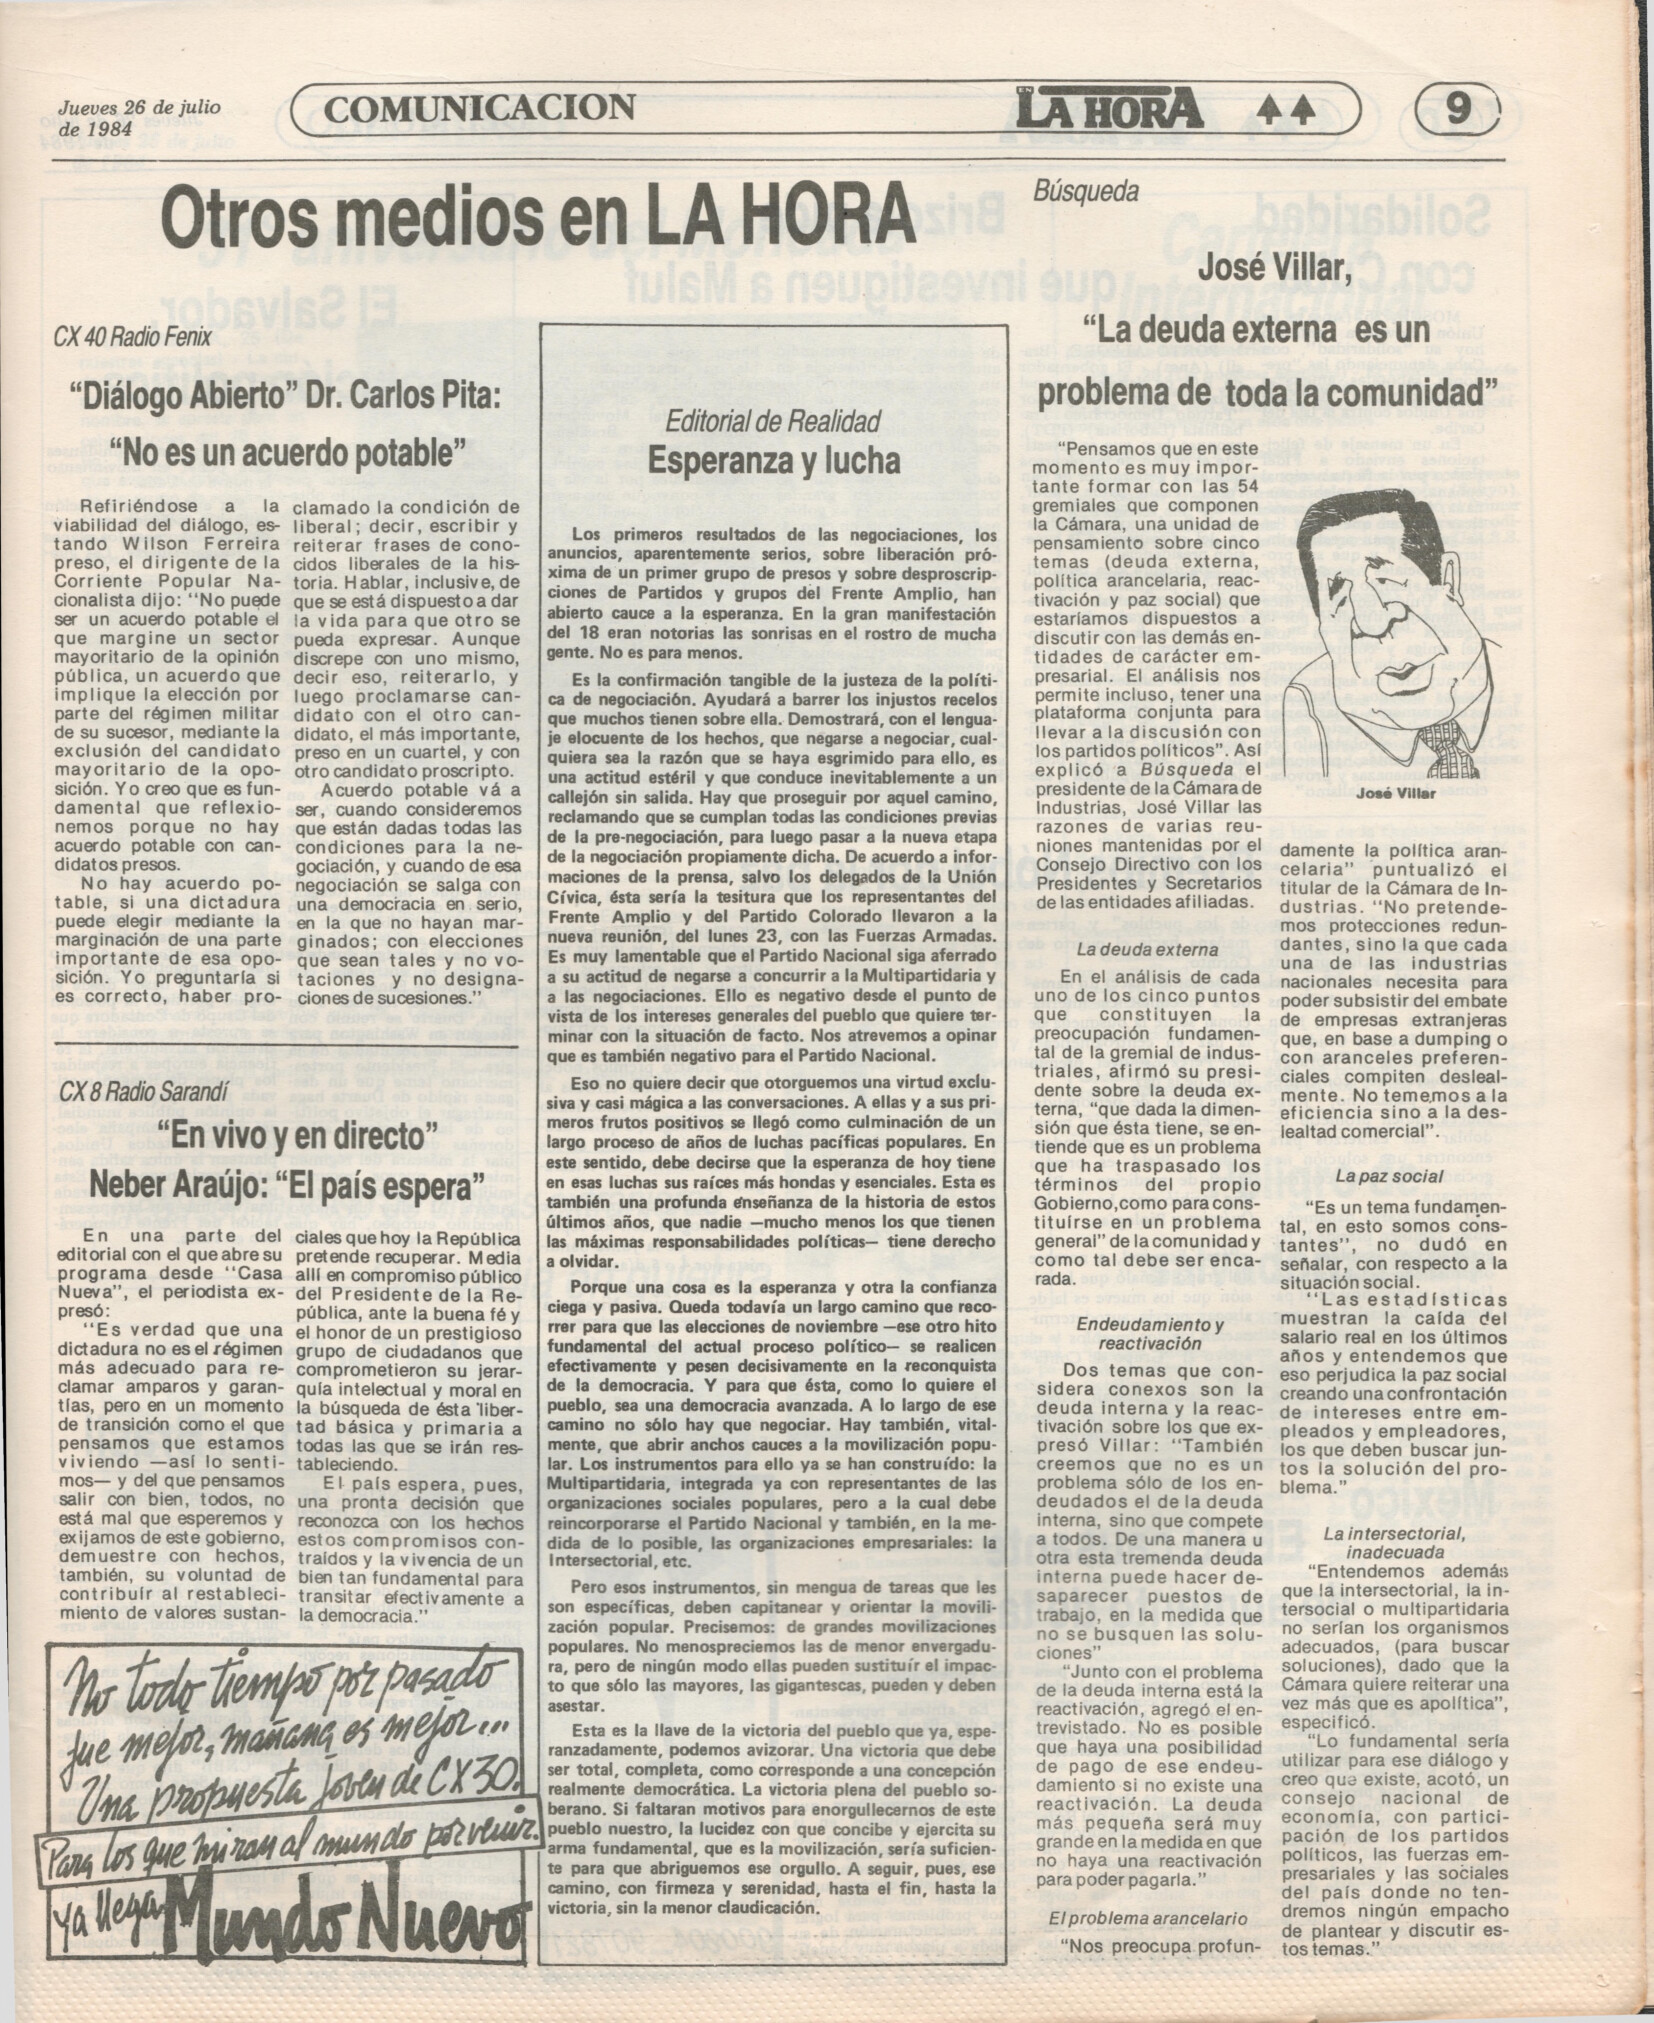 Jueves 26 de julio
de 1984
COMUNICACION
EN
LA HORA
9
Otros medios en LA HORA
CX 40 Radio Fenix
“Diálogo Abierto” Dr. Carlos Pita:
“No es un acuerdo potable”
Refiriéndose a la
viabilidad del diálogo, es-
tando Wilson Ferreira
preso, el dirigente de la
Corriente Popular Na-
cionalista dijo: “No puede
ser un acuerdo potable el
que margine un sector
mayoritario de la opinión
pública, un acuerdo que
implique la elección por
parte del régimen militar
de su sucesor, mediante la
exclusión del candidato
mayoritario de la opo-
sición. Yo creo que es fun-
damental que reflexio-
nemos porque no hay
acuerdo potable con can-
didatos presos.
No hay acuerdo po-
table, si una dictadura
puede elegir mediante la
marginación de una parte
importante de esa opo-
sición. Yo preguntaría si
es correcto, haber pro-
clamado la condición de
liberal; decir, escribir y
reiterar frases de cono-
cidos liberales de la his-
toria. Hablar, inclusive, de
que se está dispuesto a dar
la vida para que otro se
pueda expresar. Aunque
discrepe con uno mismo,
decir eso, reiterarlo, y
luego proclamarse can-
didato con el otro can-
didato, el más importante,
preso en un cuartel, y con
otro candidato proscripto.
Acuerdo potable vá a
ser, cuando consideremos
que están dadas todas las
condiciones para la ne-
gociación, y cuando de esa
negociación se salga con
una democracia en serio,
en la que no hayan mar-
ginados; con elecciones
que sean tales y no vo-
taciones y no designa-
ciones de sucesiones.”
CX 8 Radio Sarandí
“En vivo y en directo”
Neber Araújo: “El país espera”
En una parte del
editorial con el que abre su
programa desde “Casa
Nueva”, el periodista ex-
presó:
“Es verdad que una
dictadura no es el régimen
más adecuado para re-
clamar amparos y garan-
tías, pero en un momento
de transición como el que
pensamos que estamos
viviendo —así lo senti-
mos— y del que pensamos
salir con bien, todos, no
está mal que esperemos y
exijamos de este gobierno,
demuestre con hechos,
también, su voluntad de
contribuír al restableci-
miento de valores sustan-
ciales que hoy la República
pretende recuperar. Media
allí en compromiso público
del Presidente de la Re-
pública, ante la buena fé y
el honor de un prestigioso
grupo de ciudadanos que
comprometieron su jerar-
quía intelectual y moral en
la búsqueda de ésta liber-
tad básica y primaria a
todas las que se irán res-
tableciendo.
El país espera, pues,
una pronta decisión que
reconozca con los hechos
estos compromisos con-
traídos y la vivencia de un
bien tan fundamental para
transitar efectivamente a
la democracia.”
No todo tiempo por pasado
fue mejor, mañana es mejor...
Una propuesta joven de CX30.
Para los que miran al mundo por venir.
Ya llega Mundo Nuevo
Editorial de Realidad
Esperanza y lucha
Los primeros resultados de las negociaciones, los
anuncios, aparentemente serios, sobre liberación pró-
xima de un primer grupo de presos y sobre desproscrip-
ciones de Partidos y grupos del Frente Amplio, han
abierto cauce a la esperanza. En la gran manifestación
del 18 eran notorias las sonrisas en el rostro de mucha
gente. No es para menos.
Es la confirmación tangible de la justeza de la políti-
ca de negociación. Ayudará a barrer los injustos recelos
que muchos tienen sobre ella. Demostrará, con el lengua-
je elocuente de los hechos, que negarse a negociar, cual-
quiera sea la razón que se haya esgrimido para ello, es
una actitud estéril y que conduce inevitablemente a un
callejón sin salida. Hay que proseguir por aquel camino,
reclamando que se cumplan todas las condiciones previas
de la pre-negociación, para luego pasar a la nueva etapa
de la negociación propiamente dicha. De acuerdo a infor-
maciones de la prensa, salvo los delegados de la Unión
Cívica, ésta sería la tesitura que los representantes del
Frente Amplio y del Partido Colorado llevaron a la
nueva reunión, del lunes 23, con las Fuerzas Armadas.
Es muy lamentable que el Partido Nacional siga aferrado
a su actitud de negarse a concurrir a la Multipartidaria y
a las negociaciones. Ello es negativo desde el punto de
vista de los intereses generales del pueblo que quiere ter-
minar con la situación de facto. Nos atrevemos a opinar
que es también negativo para el Partido Nacional.
Eso no quiere decir que otorguemos una virtud exclu-
siva y casi mágica a las conversaciones. A ellas y a sus pri-
meros frutos positivos se llegó como culminación de un
largo proceso de años de luchas pacíficas populares. En
este sentido, debe decirse que la esperanza de hoy tiene
en esas luchas sus raíces más hondas y esenciales. Esta es
también una profunda enseñanza de la historia de estos
últimos años, que nadie —mucho menos los que tienen
las máximas responsabilidades políticas— tiene derecho
a olvidar.
Porque una cosa es la esperanza y otra la confianza
ciega y pasiva. Queda todavía un largo camino que reco-
rrer para que las elecciones de noviembre —ese otro hito
fundamental del actual proceso político— se realicen
efectivamente y pesen decisivamente en la reconquista
de la democracia. Y para que ésta, como lo quiere el
pueblo, sea una democracia avanzada. A lo largo de ese
camino no sólo hay que negociar. Hay también, vital-
mente, que abrir anchos cauces a la movilización popu-
lar. Los instrumentos para ello ya se han construído: la
Multipartidaria, integrada ya con representantes de las
organizaciones sociales populares, pero a la cual debe
reincorporarse el Partido Nacional y también, en la me-
dida de lo posible, las organizaciones empresariales: la
Intersectorial, etc.
Pero esos instrumentos, sin mengua de tareas que les
son específicas, deben capitanear y orientar la movili-
zación popular. Precisemos: de grandes movilizaciones
populares. No menospreciemos las de menor envergadu-
ra, pero de ningún modo ellas pueden sustituír el impac-
to que sólo las mayores, las gigantescas, pueden y deben
asestar.
Esta es la llave de la victoria del pueblo que ya, espe-
ranzadamente, podemos avizorar. Una victoria que debe
ser total, completa, como corresponde a una concepción
realmente democrática. La victoria plena del pueblo so-
berano. Si faltaran motivos para enorgullecernos de este
pueblo nuestro, la lucidez con que concibe y ejercita su
arma fundamental, que es la movilización, sería suficien-
te para que abriguemos ese orgullo. A seguir, pues, ese
camino, con firmeza y serenidad, hasta el fin, hasta la
victoria, sin la menor claudicación.
Búsqueda
José Villar,
“La deuda externa es un
problema de toda la comunidad”
“Pensamos que en este
momento es muy impor-
tante formar con las 54
gremiales que componen
la Cámara, una unidad de
pensamiento sobre cinco
temas (deuda externa,
política arancelaria, reac-
tivación y paz social) que
estaríamos dispuestos a
discutir con las demás en-
tidades de carácter em-
presarial. El análisis nos
permite incluso, tener una
plataforma conjunta para
llevar a la discusión con
los partidos políticos”. Así
explicó a Búsqueda el
presidente de la Cámara de
Industrias, José Villar las
razones de varias reu-
niones mantenidas por el
Consejo Directivo con los
Presidentes y Secretarios
de las entidades afiliadas.
La deuda externa
En el análisis de cada
uno de los cinco puntos
que constituyen la
preocupación fundamen-
tal de la gremial de indus-
triales, afirmó su presi-
dente sobre la deuda ex-
terna, “que dada la dimen-
sión que ésta tiene, se en-
tiende que es un problema
que ha traspasado los
términos del propio
Gobierno,como para cons-
tituírse en un problema
general” de la comunidad y
como tal debe ser enca-
rada.
Endeudamiento y
reactivación
Dos temas que con-
sidera conexos son la
deuda interna y la reac-
tivación sobre los que ex-
presó Villar: “También
creemos que no es un
problema sólo de los en-
deudados el de la deuda
interna, sino que compete
a todos. De una manera u
otra esta tremenda deuda
interna puede hacer de-
saparecer puestos de
trabajo, en la medida que
no se busquen las solu-
ciones”
“Junto con el problema
de la deuda interna está la
reactivación, agregó el en-
trevistado. No es posible
que haya una posibilidad
de pago de ese endeu-
damiento si no existe una
reactivación. La deuda
más pequeña será muy
grande en la medida en que
no haya una reactivación
para poder pagarla.”
El problema arancelario
“Nos preocupa profun-
José Villar
damente la política aran-
celaria” puntualizó el
titular de la Cámara de In-
dustrias. “No pretende-
mos protecciones redun-
dantes, sino la que cada
una de las industrias
nacionales necesita para
poder subsistir del embate
de empresas extranjeras
que, en base a dumping o
con aranceles preferen-
ciales compiten desleal-
mente. No tememos a la
eficiencia sino a la des-
lealtad comercial”.
La paz social
“Es un tema fundamen-
tal, en esto somos cons-
tantes”, no dudó en
señalar, con respecto a la
situación social.
“Las estadísticas
muestran la caída del
salario real en los últimos
años y entendemos que
eso perjudica la paz social
creando una confrontación
de intereses entre em-
pleados y empleadores,
los que deben buscar jun-
tos la solución del pro-
blema.”
La intersectorial,
inadecuada
“Entendemos además
que la intersectorial, la in-
tersocial o multipartidaria
no serían los organismos
adecuados, (para buscar
soluciones), dado que la
Cámara quiere reiterar una
vez más que es apolítica”,
especificó.
“Lo fundamental sería
utilizar para ese diálogo y
creo que existe, acotó, un
consejo nacional de
economía, con partici-
pación de los partidos
políticos, las fuerzas em-
presariales y las sociales
del país donde no ten-
dremos ningún empacho
de plantear y discutir es-
tos temas.”